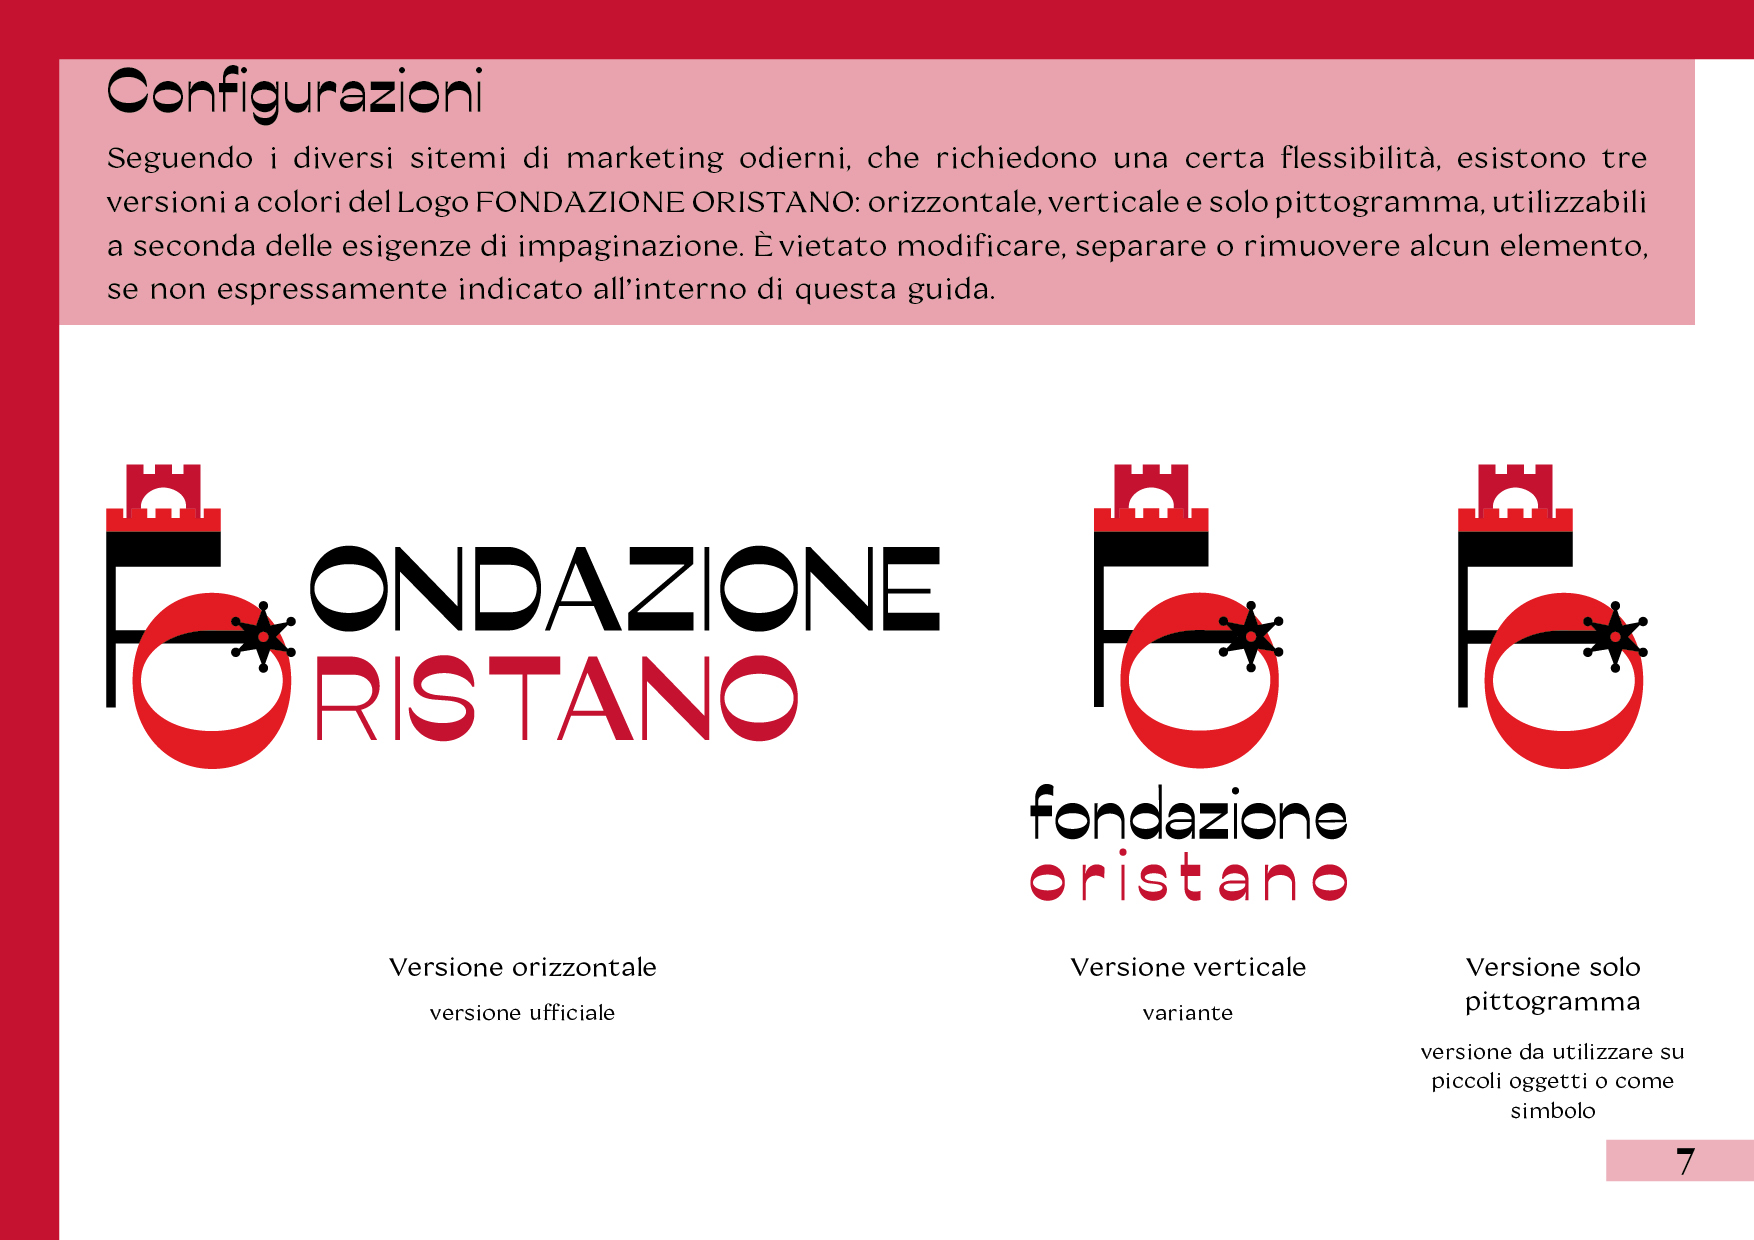 Configurazioni
Seguendo i diversi sitemi di marketing odierni, che richiedono una certa flessibilità, esistono tre
versioni a colori del Logo FONDAZIONE ORISTANO: orizzontale, verticale e solo pittogramma, utilizzabili
a seconda delle esigenze di impaginazione. È vietato modificare, separare o rimuovere alcun elemento,
se non espressamente indicato all'interno di questa guida.
FONDAZIONE
ORISTANO
FO
fondazione
oristano
FO
Versione orizzontale
versione ufficiale
Versione verticale
variante
Versione solo
pittogramma
versione da utilizzare su
piccoli oggetti o come
simbolo
7